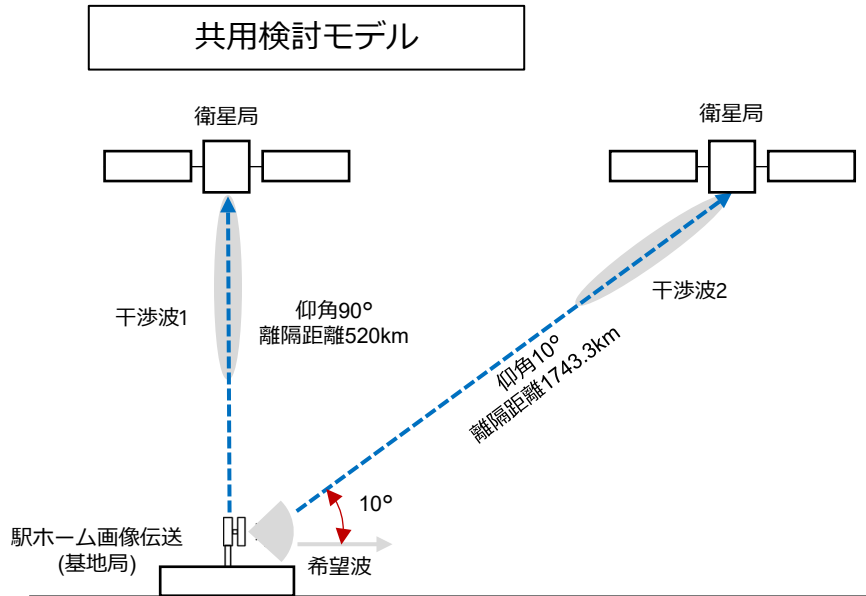 共用検討モデル
衛星局
衛星局
干渉波1
仰角90°
離隔距離520km
干渉波2
仰角10°
離隔距離1743.3km
10°
駅ホーム画像伝送
(基地局)
希望波